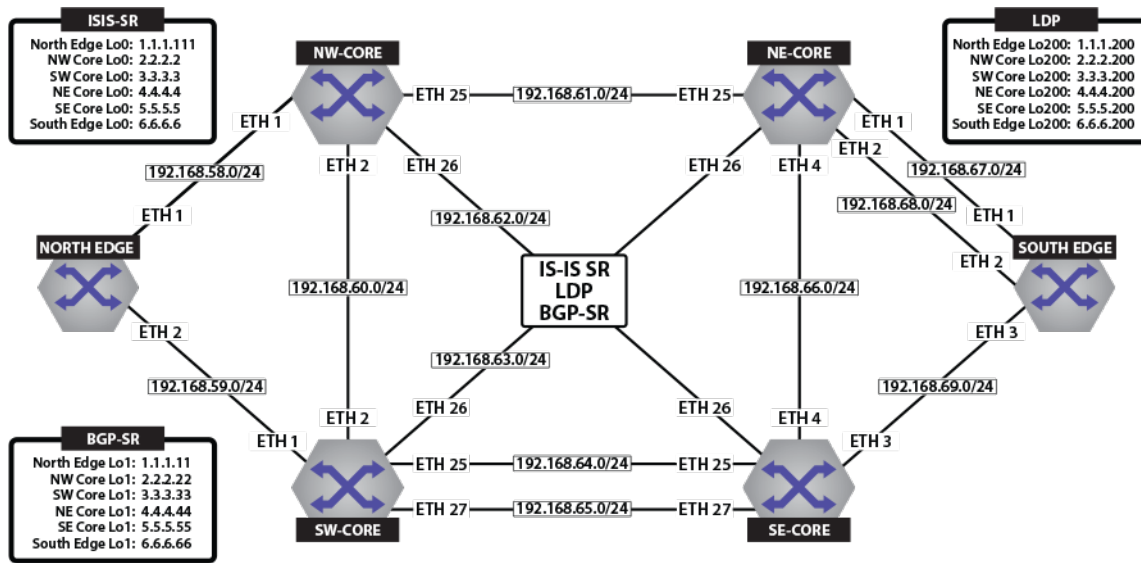 ISIS-SR
North Edge Lo0: 1.1.1.111
NW Core Lo0: 2.2.2.2
SW Core Lo0: 3.3.3.3
NE Core Lo0: 4.4.4.4
SE Core Lo0: 5.5.5.5
South Edge Lo0: 6.6.6.6
NW-CORE
NE-CORE
LDP
North Edge Lo200: 1.1.1.200
NW Core Lo200: 2.2.2.200
SW Core Lo200: 3.3.3.200
NE Core Lo200: 4.4.4.200
SE Core Lo200: 5.5.5.200
South Edge Lo200: 6.6.6.200
ETH 25
192.168.61.0/24
ETH 25
ETH 1
ETH 1
ETH 2
ETH 2
ETH 26
ETH 26
ETH 4
192.168.58.0/24
192.168.67.0/24
192.168.68.0/24
192.168.62.0/24
ETH 1
ETH 1
NORTH EDGE
SOUTH EDGE
ETH 2
IS-IS SR
LDP
BGP-SR
192.168.60.0/24
192.168.66.0/24
ETH 2
ETH 3
192.168.63.0/24
192.168.59.0/24
192.168.69.0/24
ETH 26
ETH 26
ETH 2
ETH 4
ETH 1
ETH 3
BGP-SR
North Edge Lo1: 1.1.1.11
NW Core Lo1: 2.2.2.22
SW Core Lo1: 3.3.3.33
NE Core Lo1: 4.4.4.44
SE Core Lo1: 5.5.5.55
South Edge Lo1: 6.6.6.66
ETH 25
192.168.64.0/24
ETH 25
ETH 27
192.168.65.0/24
ETH 27
SW-CORE
SE-CORE